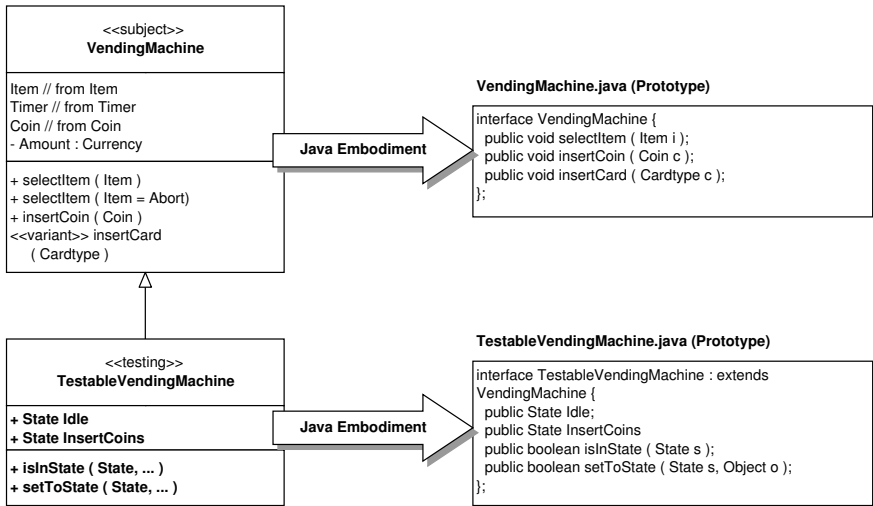 <<subject>>
VendingMachine
Item // from Item
Timer // from Timer
Coin // from Coin
- Amount : Currency
+ selectItem ( Item )
+ selectItem ( Item = Abort)
+ insertCoin ( Coin )
<<variant>> insertCard
( Cardtype )
Java Embodiment
VendingMachine.java (Prototype)
interface VendingMachine {
public void selectItem ( Item i );
public void insertCoin ( Coin c );
public void insertCard ( Cardtype c );
};
<<testing>>
TestableVendingMachine
+ State Idle
+ State InsertCoins
+ isInState ( State, ... )
+ setToState ( State, ... )
Java Embodiment
TestableVendingMachine.java (Prototype)
interface TestableVendingMachine : extends
VendingMachine {
public State Idle;
public State InsertCoins
public boolean isInState ( State s );
public boolean setToState ( State s, Object o );
};